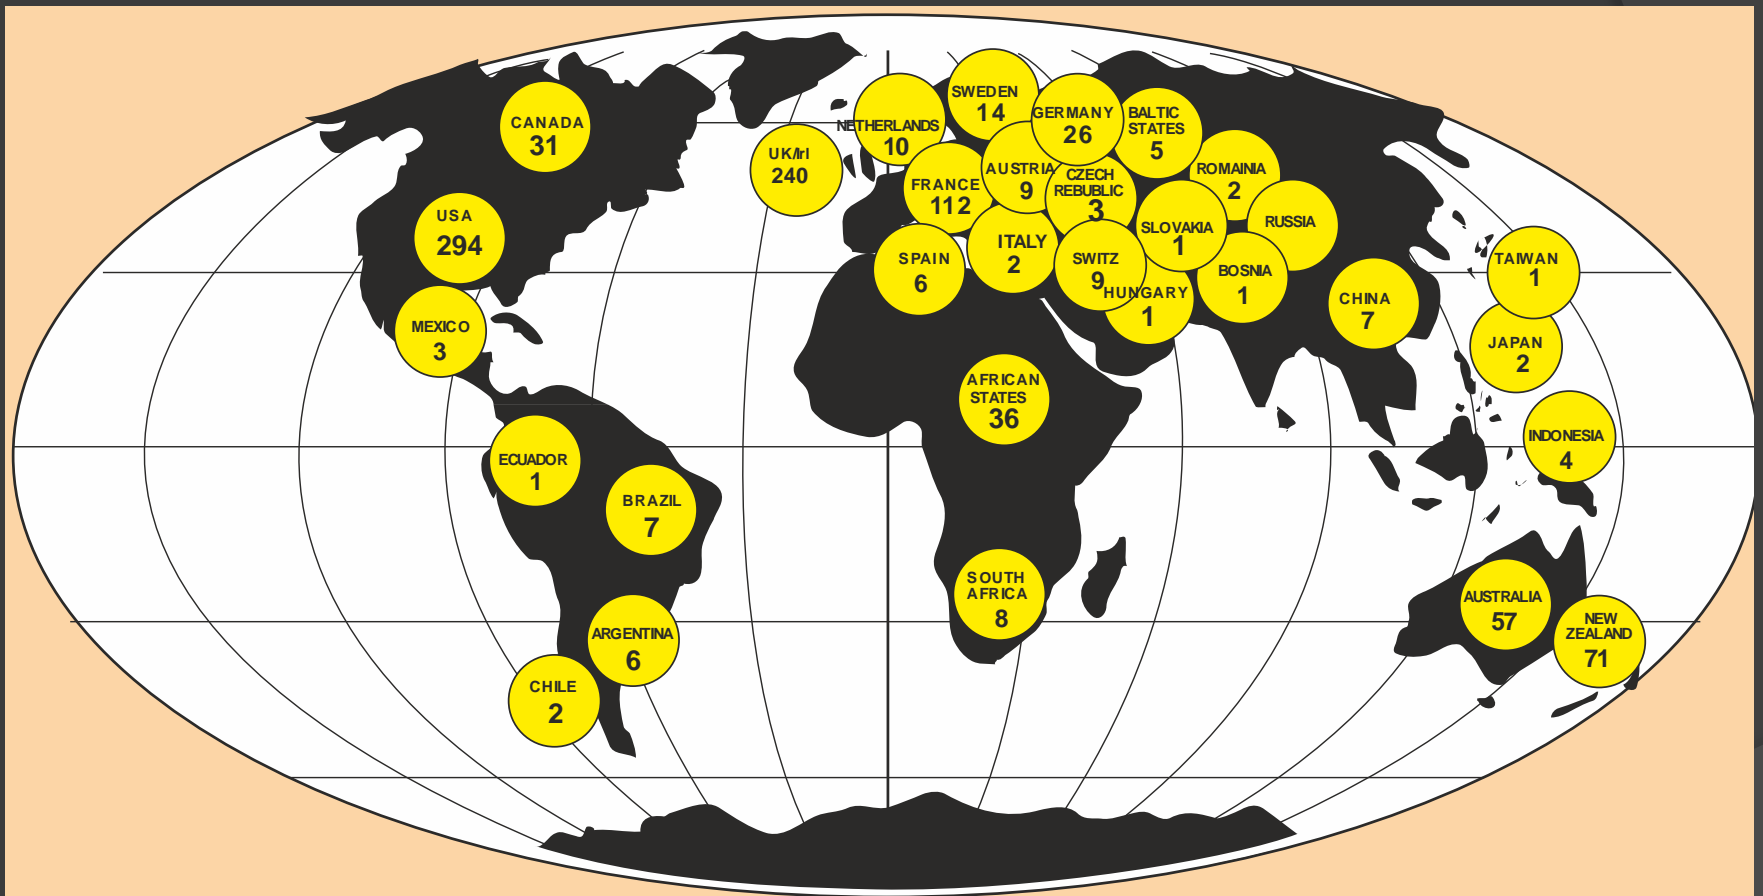 CANADA
31
USA
294
MEXICO
3
ECUADOR
1
BRAZIL
7
ARGENTINA
6
CHILE
2
UK/Irl
240
NETHERLANDS
10
SWEDEN
14
GERMANY
26
BALTIC
STATES
5
FRANCE
112
AUSTRIA
9
CZECH
REBUBLIC
3
ROMAINIA
2
SPAIN
6
ITALY
2
SWITZ
9
SLOVAKIA
1
RUSSIA
HUNGARY
1
BOSNIA
1
CHINA
7
TAIWAN
1
JAPAN
2
INDONESIA
4
AFRICAN
STATES
36
SOUTH
AFRICA
8
AUSTRALIA
57
NEW
ZEALAND
71